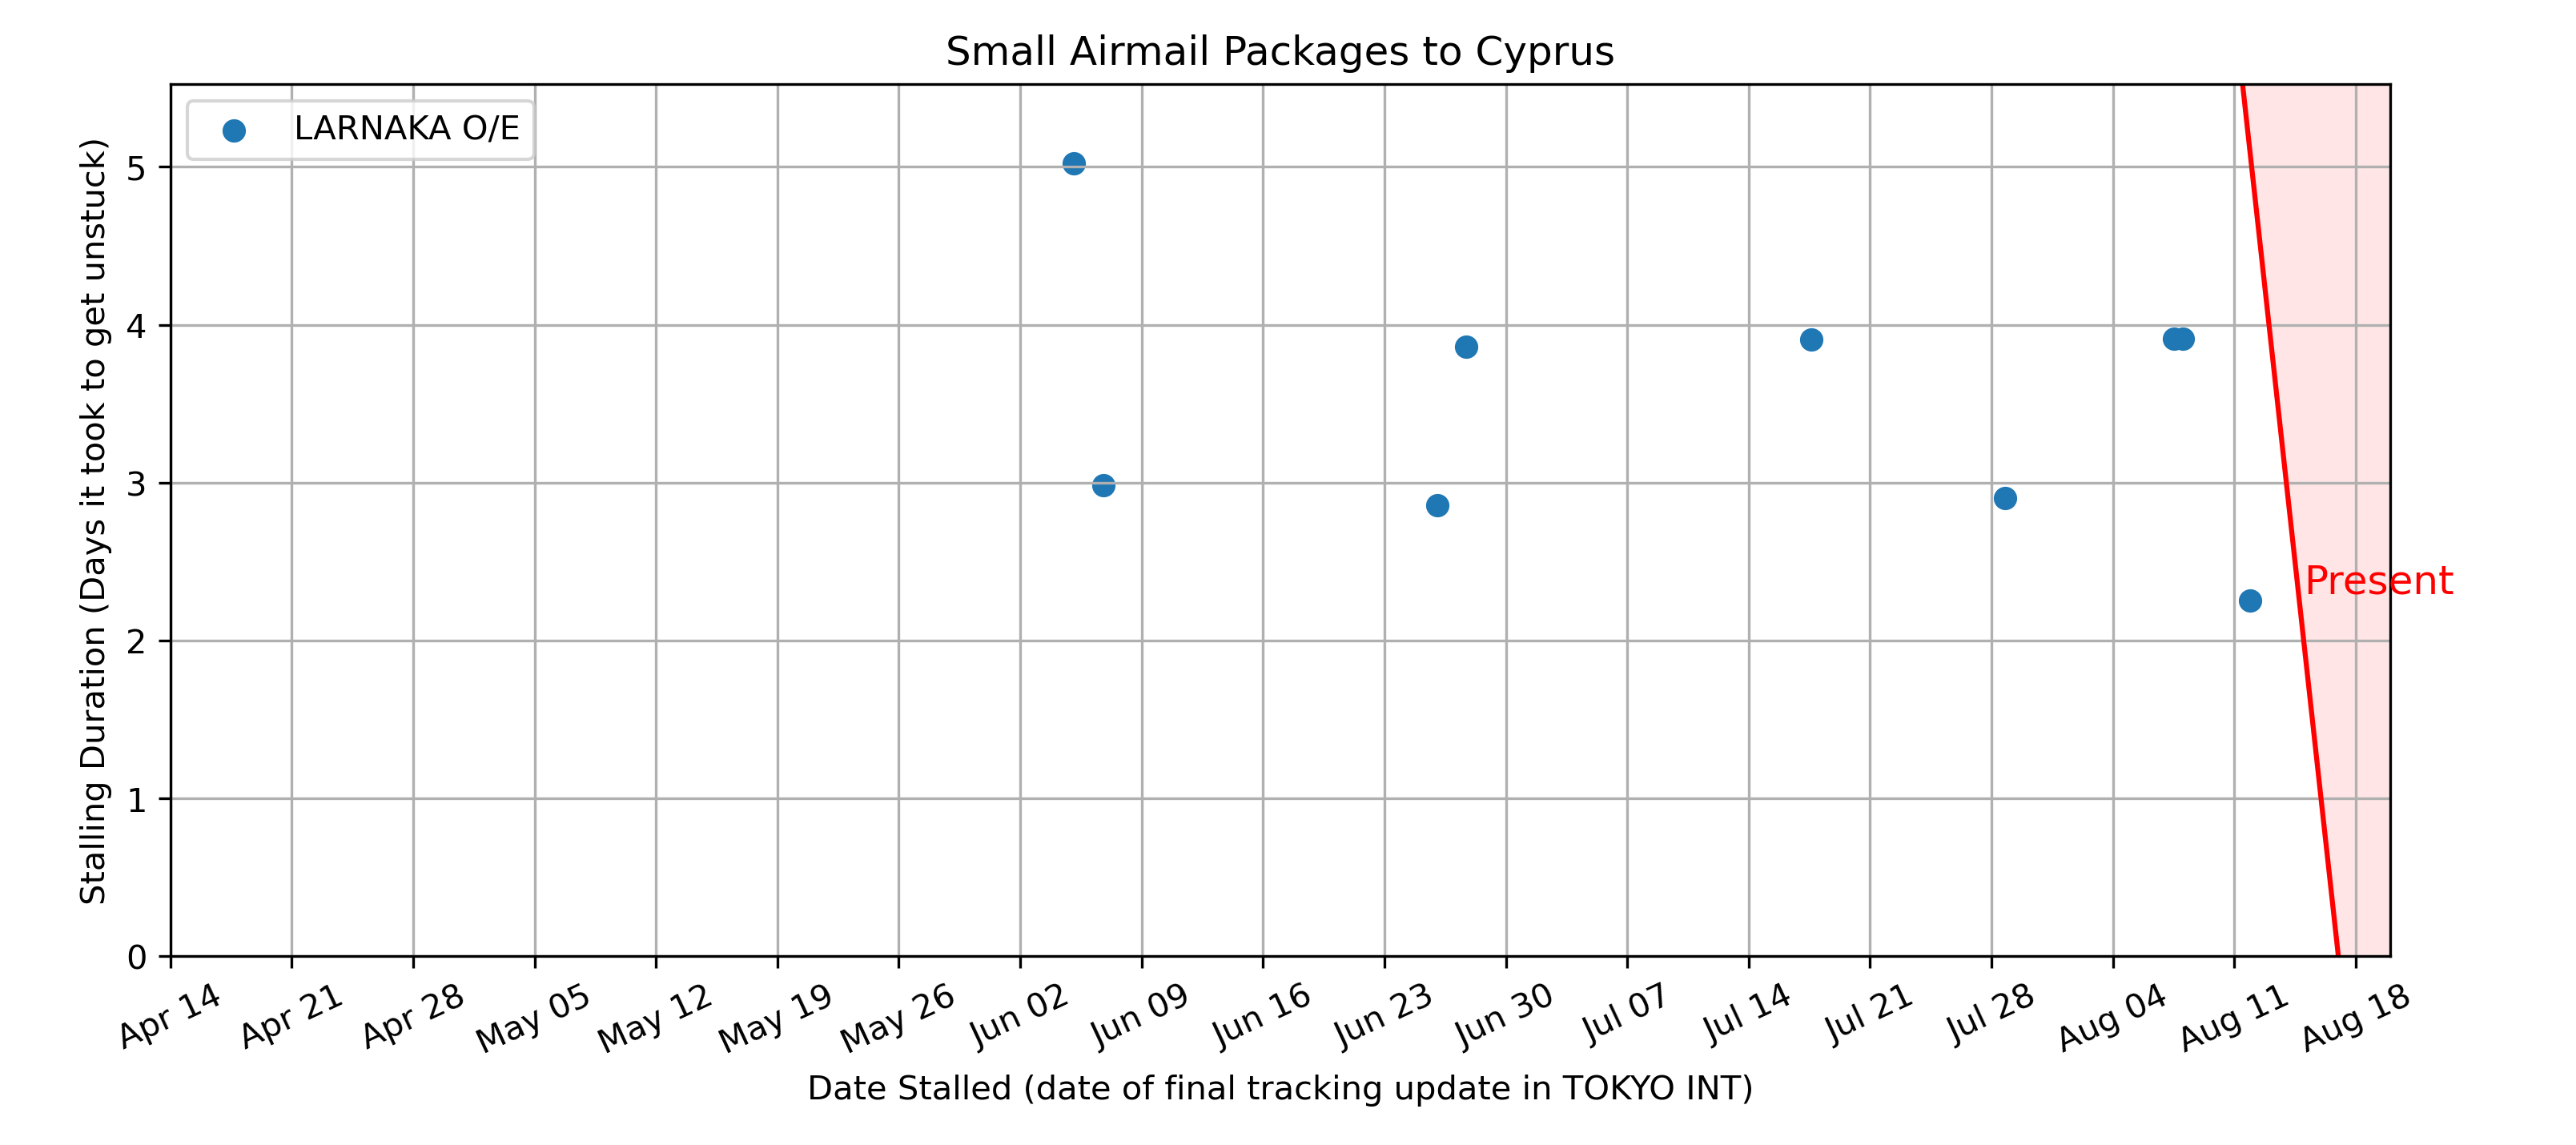 Small Airmail Packages to Cyprus
LARNAKA O/E
Stalling Duration (Days it took to get unstuck)
5
4
3
2
1
0
Present
Apr 14 Apr 21 Apr 28 May 05 May 12 May 19 May 26 Jun 02 Jun 09 Jun 16 Jun 23 Jun 30 Jul 07 Jul 14 Jul 21 Jul 28 Aug 04 Aug 11 Aug 18
Date Stalled (date of final tracking update in TOKYO INT)